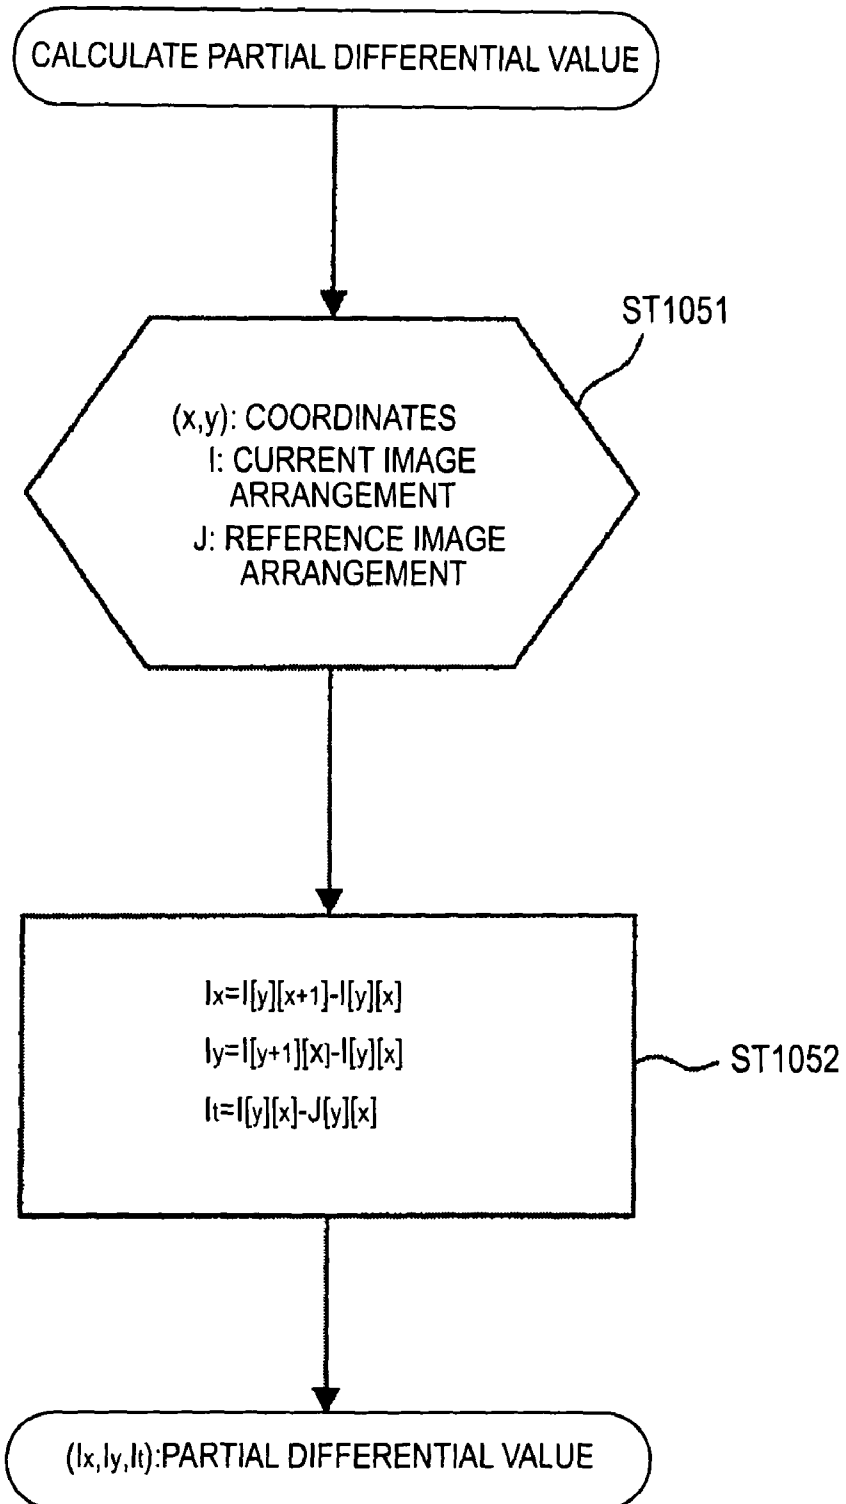 CALCULATE PARTIAL DIFFERENTIAL VALUE
ST1051
(x,y): COORDINATES
I: CURRENT IMAGE
ARRANGEMENT
J: REFERENCE IMAGE
ARRANGEMENT
Ix=I[y][x+1]-I[y][x]
Iy=I[y+1][x]-I[y][x]
It=I[y][x]-J[y][x]
ST1052
(Ix,Iy,It):PARTIAL DIFFERENTIAL VALUE